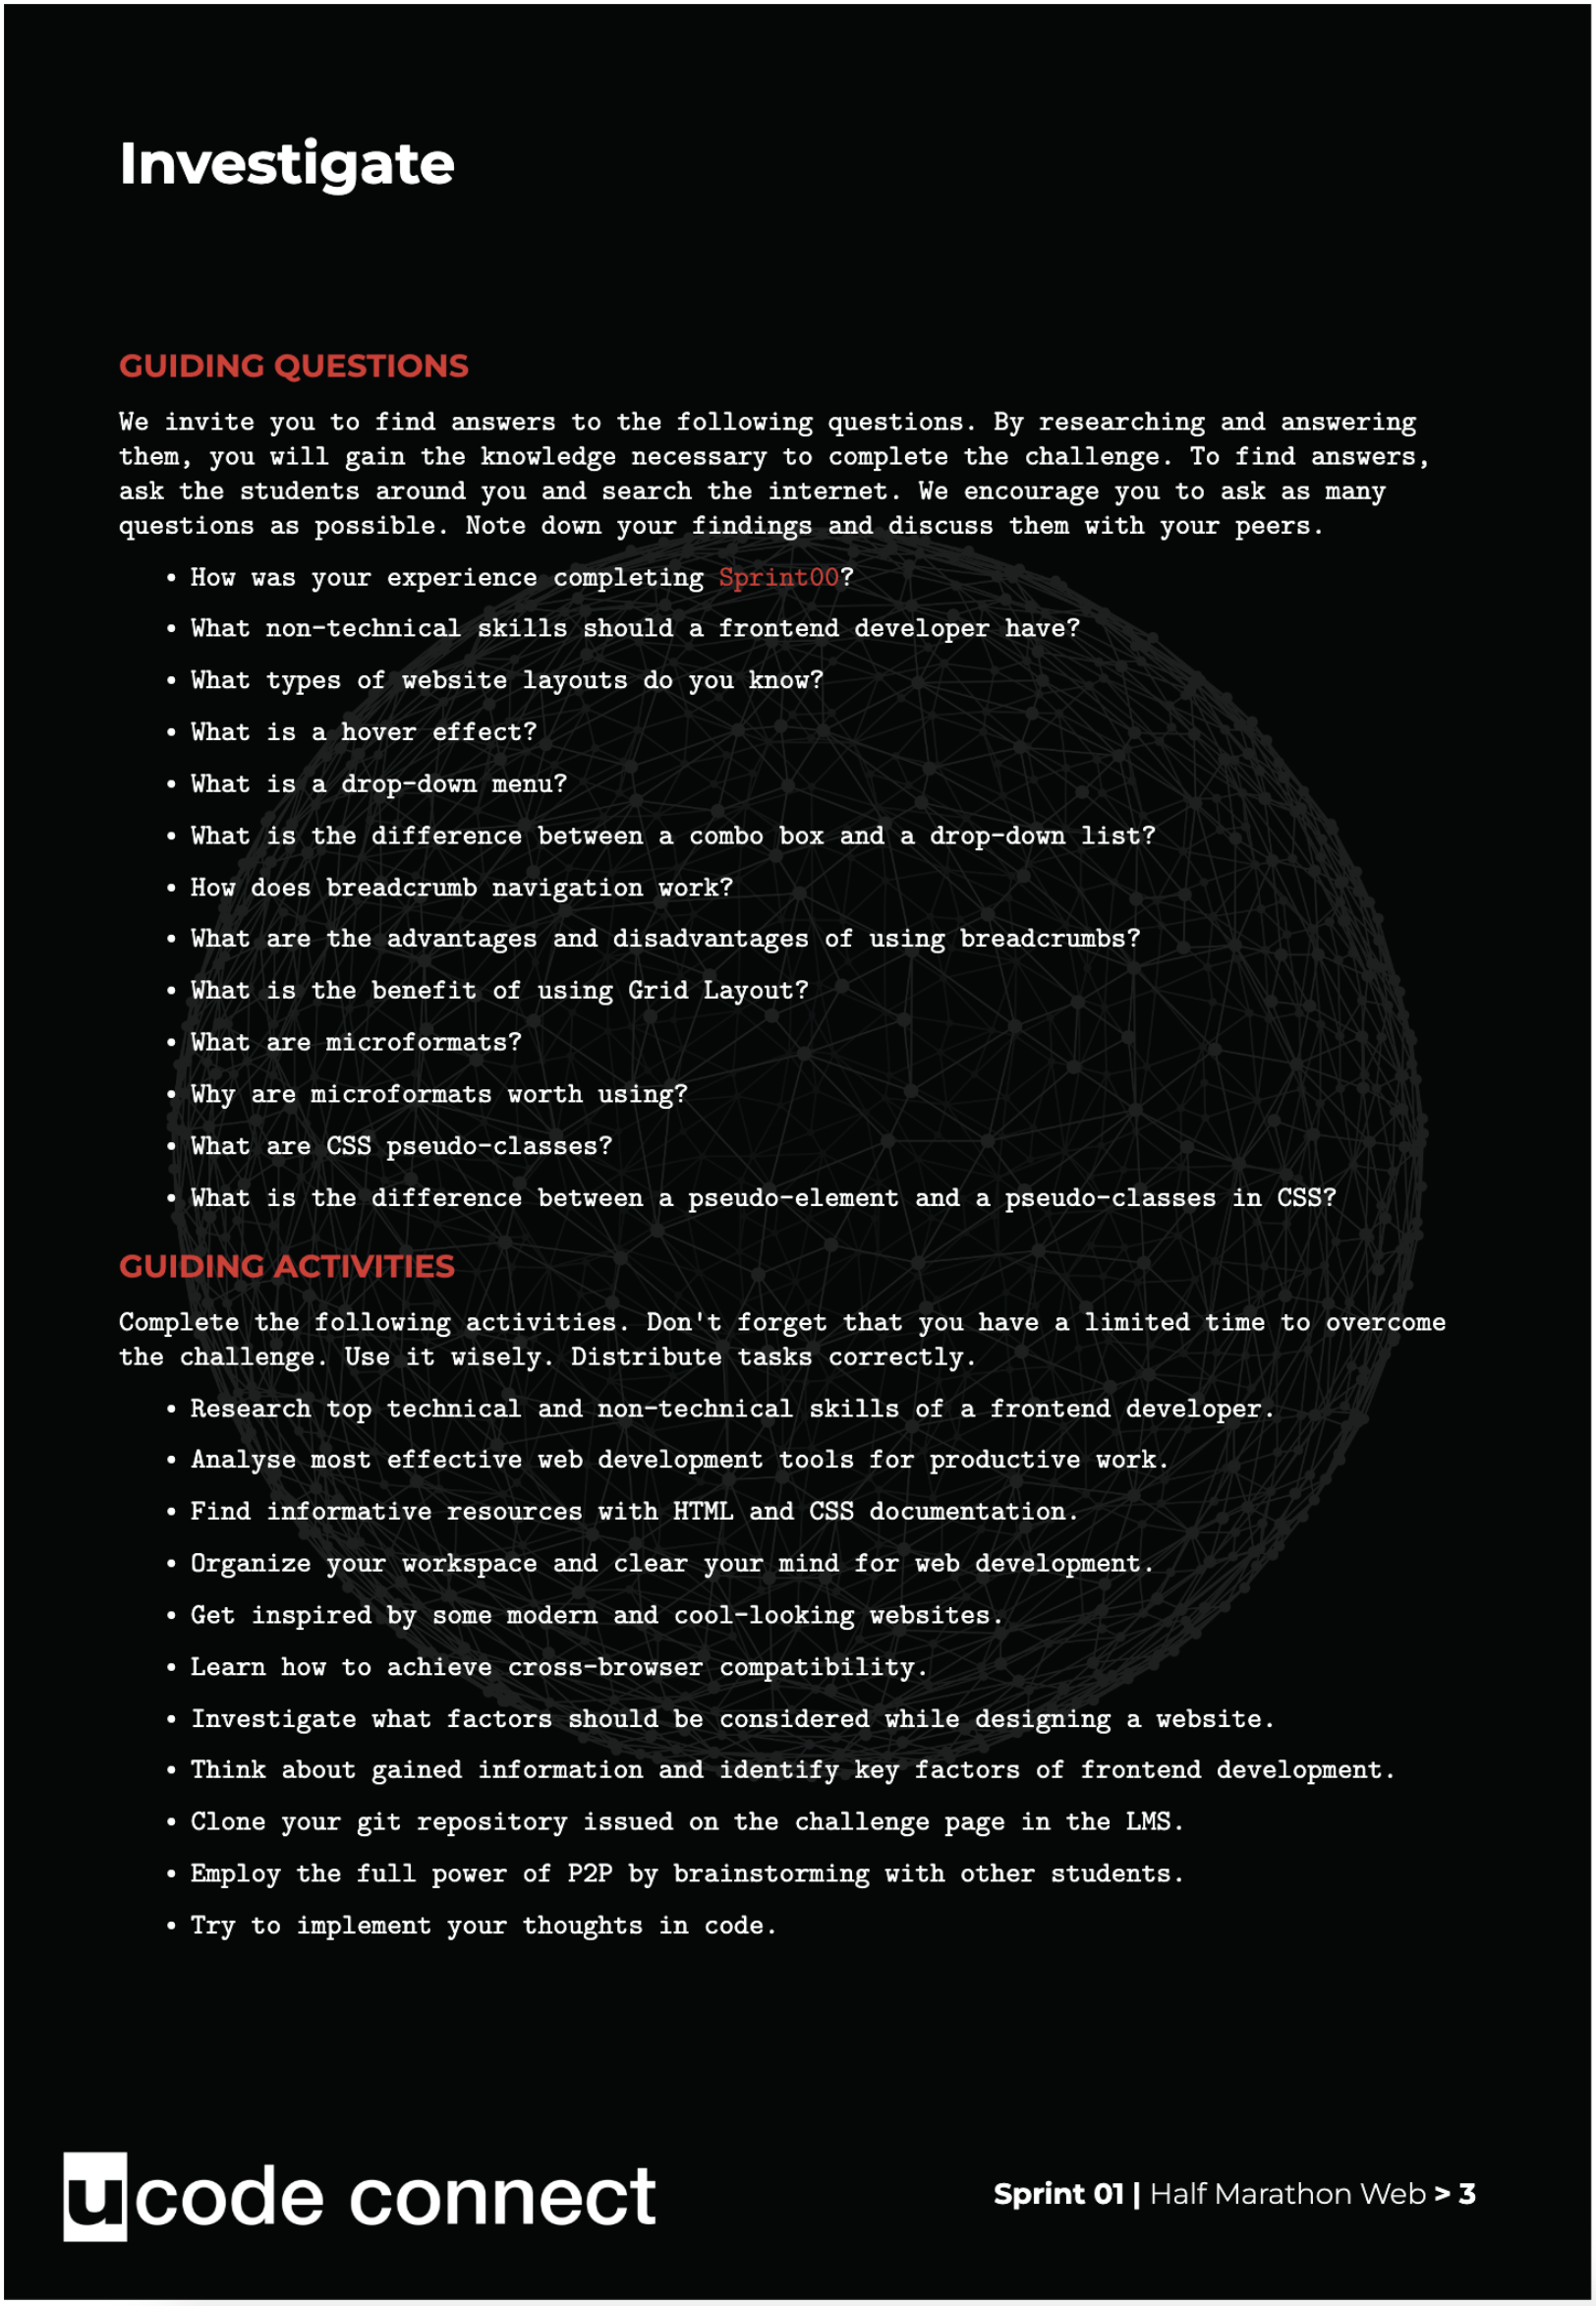 Investigate
GUIDING QUESTIONS
We invite you to find answers to the following questions. By researching and answering
them, you will gain the knowledge necessary to complete the challenge. To find answers,
ask the students around you and search the internet. We encourage you to ask as many
questions as possible. Note down your findings and discuss them with your peers.
• How was your experience completing Sprint00?
• What non-technical skills should a frontend developer have?
• What types of website layouts do you know?
• What is a hover effect?
• What is a drop-down menu?
• What is the difference between a combo box and a drop-down list?
• How does breadcrumb navigation work?
• What are the advantages and disadvantages of using breadcrumbs?
• What is the benefit of using Grid Layout?
• What are microformats?
• Why are microformats worth using?
• What are CSS pseudo-classes?
• What is the difference between a pseudo-element and a pseudo-classes in CSS?
GUIDING ACTIVITIES
Complete the following activities. Don't forget that you have a limited time to overcome
the challenge. Use it wisely. Distribute tasks correctly.
• Research top technical and non-technical skills of a frontend developer.
• Analyse most effective web development tools for productive work.
• Find informative resources with HTML and CSS documentation.
• Organize your workspace and clear your mind for web development.
• Get inspired by some modern and cool-looking websites.
• Learn how to achieve cross-browser compatibility.
• Investigate what factors should be considered while designing a website.
• Think about gained information and identify key factors of frontend development.
• Clone your git repository issued on the challenge page in the LMS.
• Employ the full power of P2P by brainstorming with other students.
• Try to implement your thoughts in code.
ucode connect
Sprint 01 | Half Marathon Web > 3